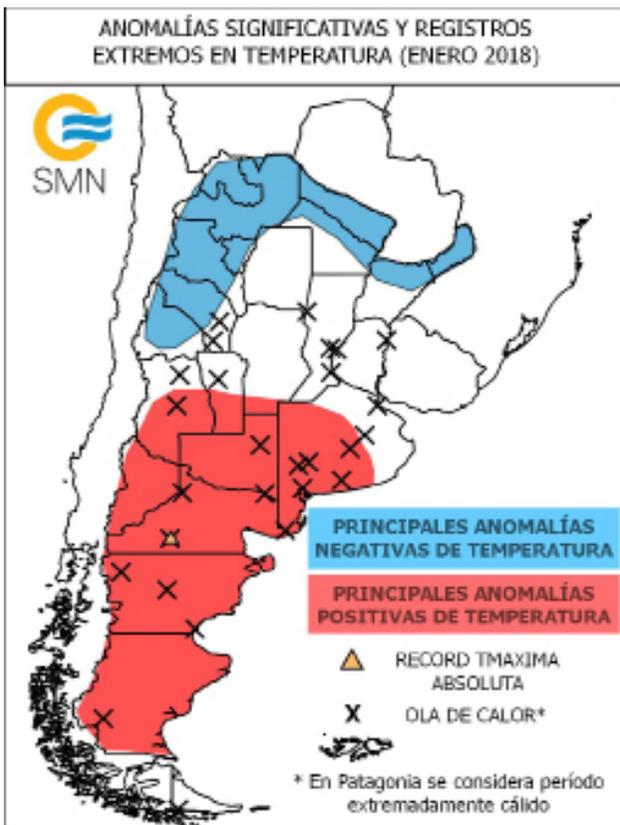 ANOMALÍAS SIGNIFICATIVAS Y REGISTROS
EXTREMOS EN TEMPERATURA (ENERO 2018)
SMN
PRINCIPALES ANOMALÍAS
NEGATIVAS DE TEMPERATURA
PRINCIPALES ANOMALÍAS
POSITIVAS DE TEMPERATURA
RECORD TMAXIMA
ABSOLUTA
X OLA DE CALOR*
* En Patagonia se considera período
extremadamente cálido